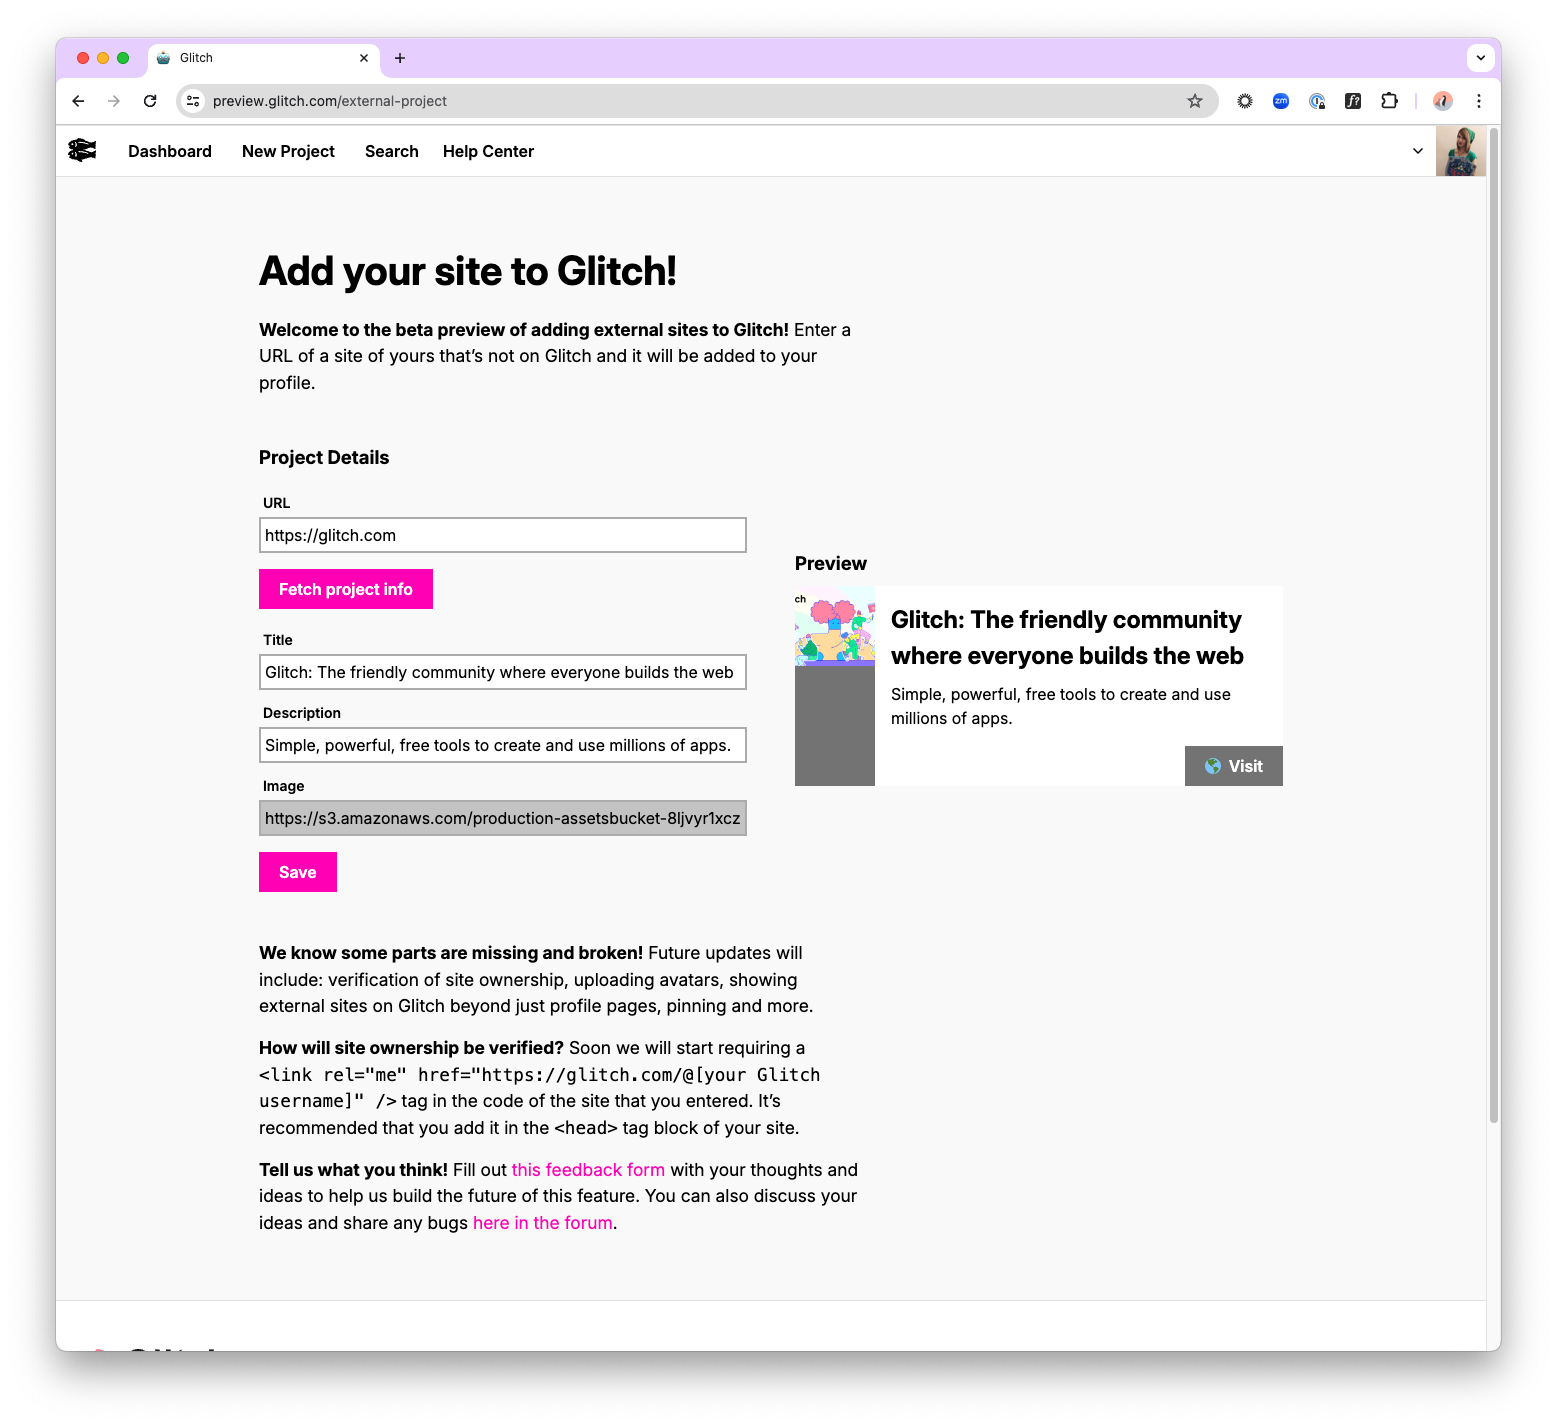 Glitch
preview.glitch.com/external-project
zm
f?
Dashboard New Project Search Help Center
Add your site to Glitch!
Welcome to the beta preview of adding external sites to Glitch! Enter a
URL of a site of yours that’s not on Glitch and it will be added to your
profile.
Project Details
URL
https://glitch.com
Fetch project info
Title
Glitch: The friendly community where everyone builds the web
Description
Simple, powerful, free tools to create and use millions of apps.
Image
https://s3.amazonaws.com/production-assetsbucket-8ljvyr1xcz
Save
Preview
ch
Glitch: The friendly community
where everyone builds the web
Simple, powerful, free tools to create and use
millions of apps.
Visit
We know some parts are missing and broken! Future updates will
include: verification of site ownership, uploading avatars, showing
external sites on Glitch beyond just profile pages, pinning and more.
How will site ownership be verified? Soon we will start requiring a
<link rel="me" href="https://glitch.com/@[your Glitch
username]" /> tag in the code of the site that you entered. It’s
recommended that you add it in the <head> tag block of your site.
Tell us what you think! Fill out this feedback form with your thoughts and
ideas to help us build the future of this feature. You can also discuss your
ideas and share any bugs here in the forum.